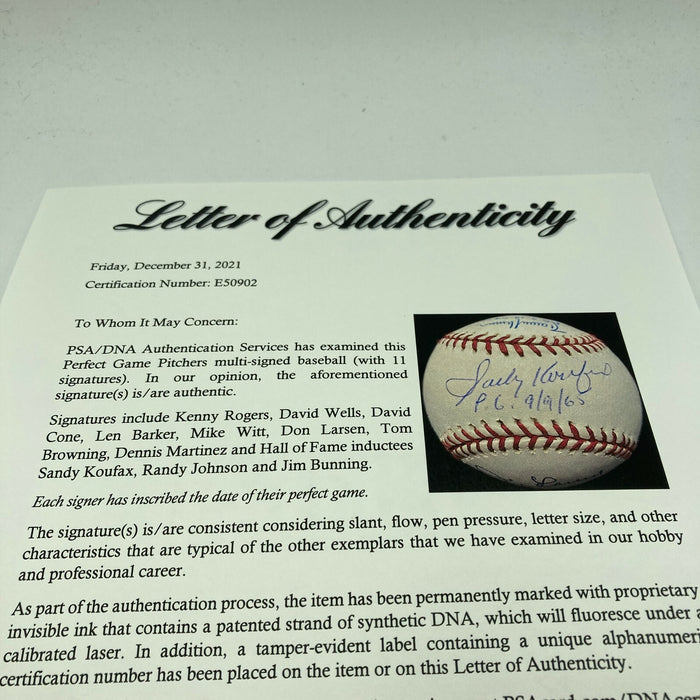 Letter of Authenticity
Friday, December 31, 2021
Certification Number: E50902
To Whom It May Concern:
PSA/DNA Authentication Services has examined this
Perfect Game Pitchers multi-signed baseball (with 11
signatures). In our opinion, the aforementioned
signature(s) is/are authentic.
Signatures include Kenny Rogers, David Wells, David
Cone, Len Barker, Mike Witt, Don Larsen, Tom
Browning, Dennis Martinez and Hall of Fame inductees
Sandy Koufax, Randy Johnson and Jim Bunning.
Each signer has inscribed the date of their perfect game.
Sandy Koufax
P.G. 9/9/65
The signature(s) is/are consistent considering slant, flow, pen pressure, letter size, and other
characteristics that are typical of the other exemplars that we have examined in our hobby
and professional career.
As part of the authentication process, the item has been permanently marked with proprietary
invisible ink that contains a patented strand of synthetic DNA, which will fluoresce under a
calibrated laser. In addition, a tamper-evident label containing a unique alphanumeri
certification number has been placed on the item or on this Letter of Authenticity.